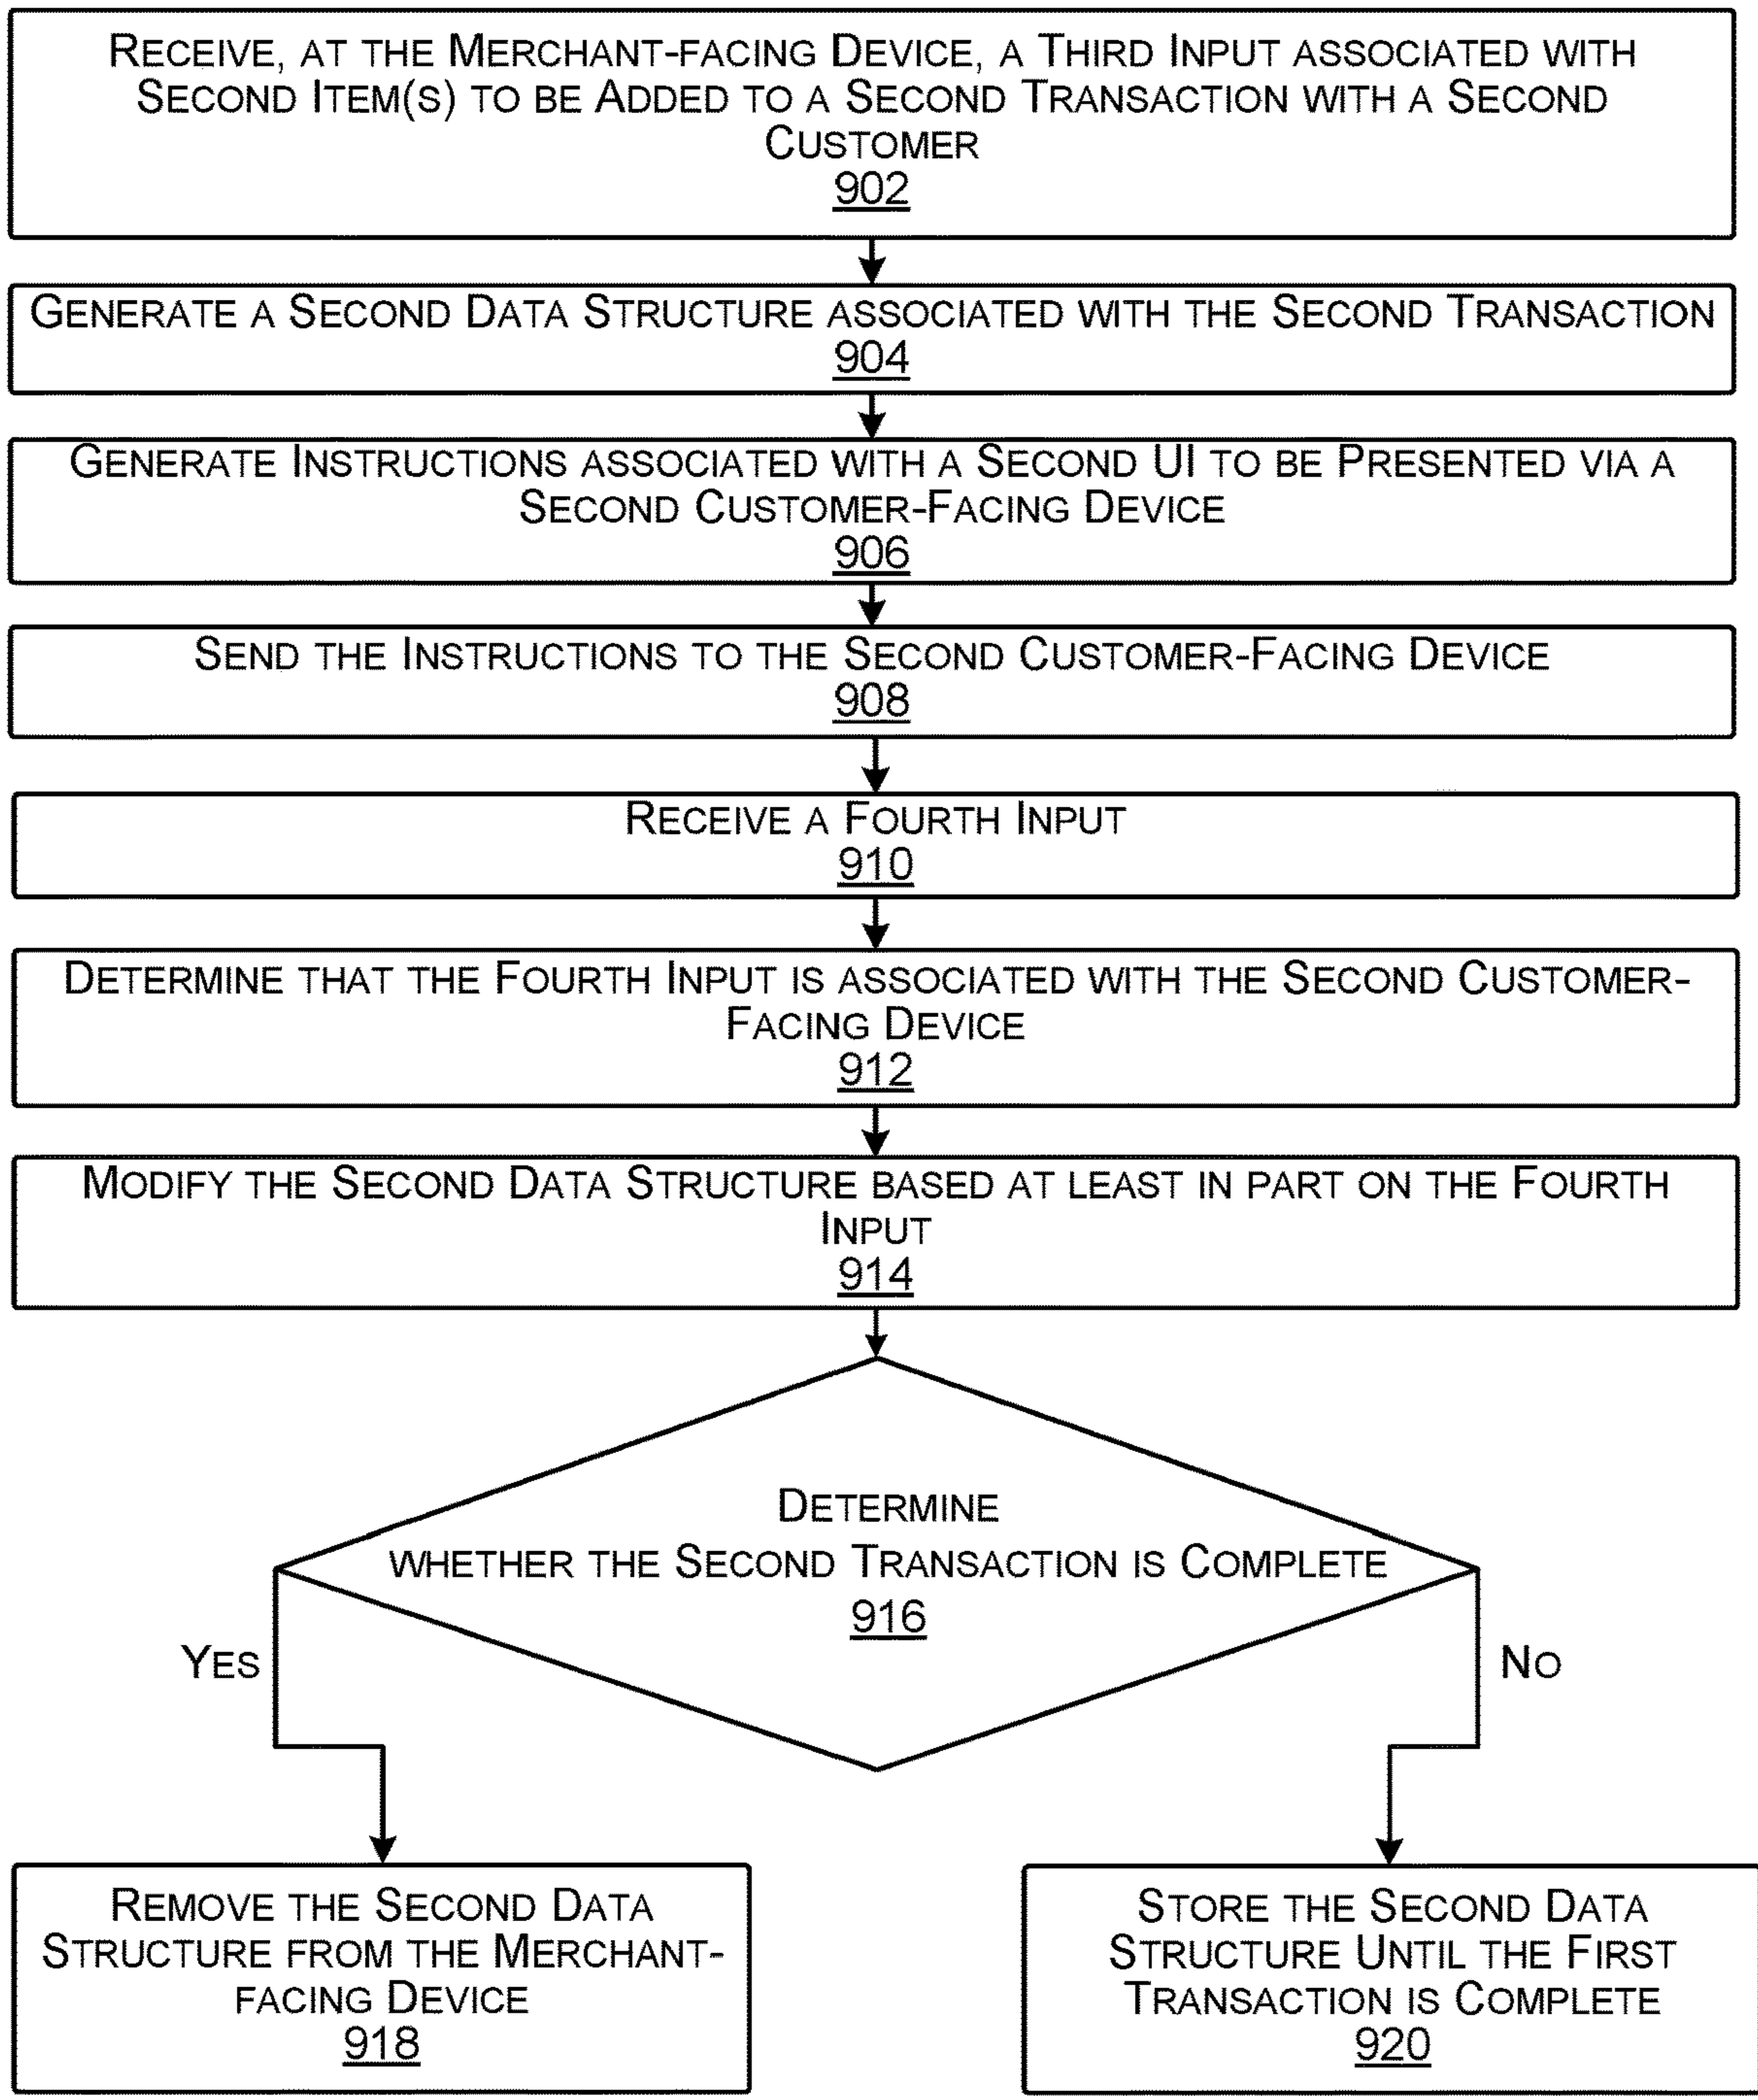 RECEIVE, AT THE MERCHANT-FACING DEVICE, A THIRD INPUT ASSOCIATED WITH
SECOND ITEM(S) TO BE ADDED TO A SECOND TRANSACTION WITH A SECOND
CUSTOMER
902
GENERATE A SECOND DATA STRUCTURE ASSOCIATED WITH THE SECOND TRANSACTION
904
GENERATE INSTRUCTIONS ASSOCIATED WITH A SECOND UI TO BE PRESENTED VIA A
SECOND CUSTOMER-FACING DEVICE
906
SEND THE INSTRUCTIONS TO THE SECOND CUSTOMER-FACING DEVICE
908
RECEIVE A FOURTH INPUT
910
DETERMINE THAT THE FOURTH INPUT IS ASSOCIATED WITH THE SECOND CUSTOMER-
FACING DEVICE
912
MODIFY THE SECOND DATA STRUCTURE BASED AT LEAST IN PART ON THE FOURTH
INPUT
914
DETERMINE
WHETHER THE SECOND TRANSACTION IS COMPLETE
916
YES
NO
REMOVE THE SECOND DATA
STRUCTURE FROM THE MERCHANT-
FACING DEVICE
918
STORE THE SECOND DATA
STRUCTURE UNTIL THE FIRST
TRANSACTION IS COMPLETE
920